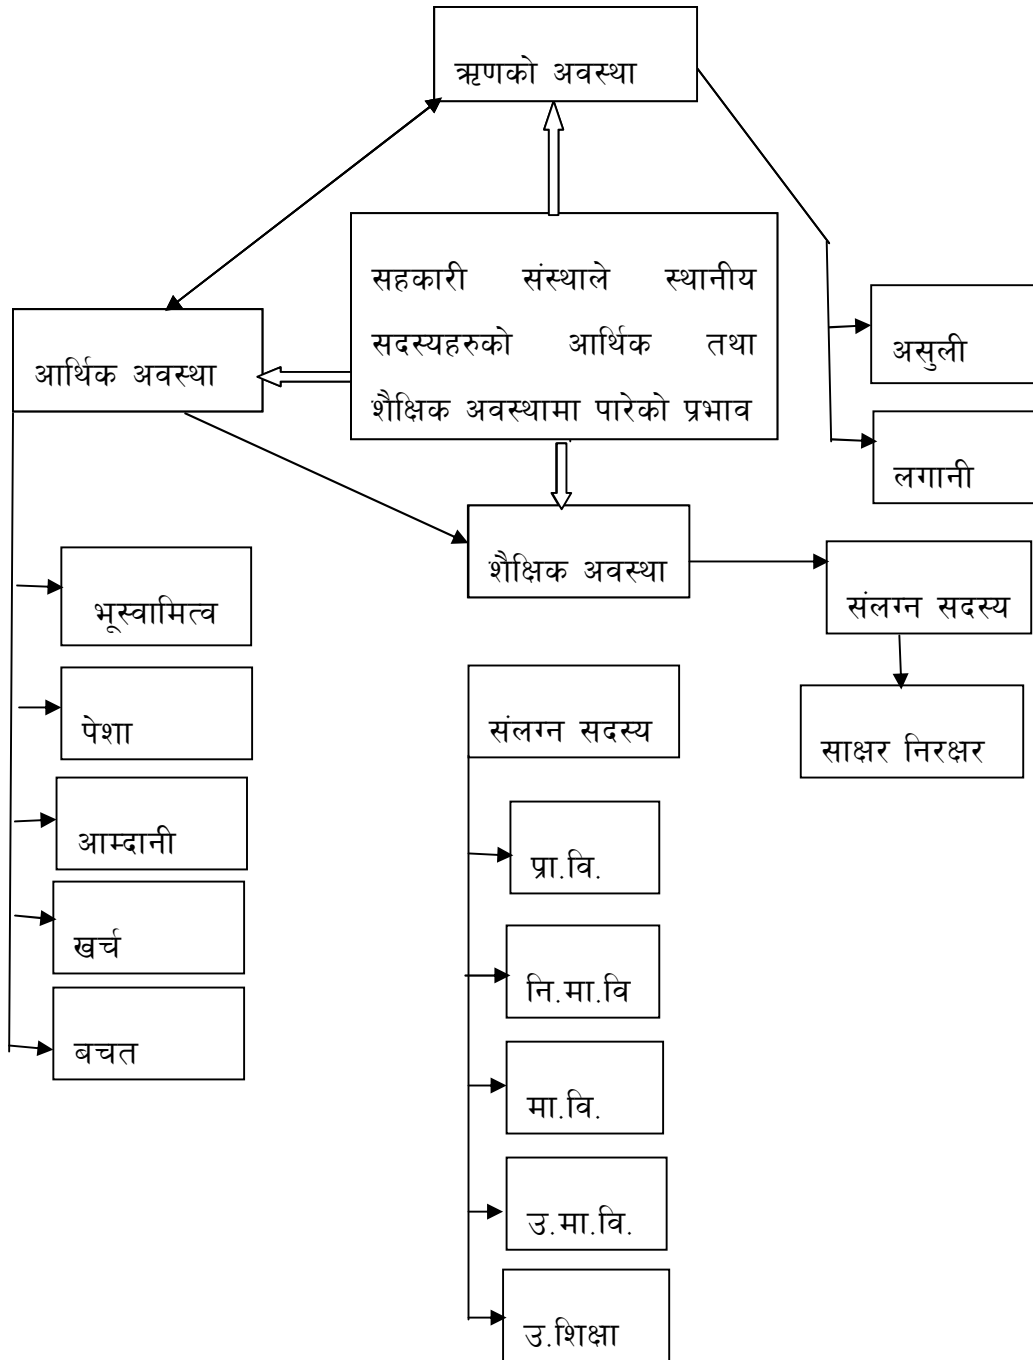 ऋणको अवस्था
सहकारी संस्थाले स्थानीय
सदस्यहरुको आर्थिक तथा
शैक्षिक अवस्थामा पारेको प्रभाव
आर्थिक अवस्था
असुली
लगानी
शैक्षिक अवस्था
संलग्न सदस्य
साक्षर निरक्षर
भूस्वामित्व
पेशा
आम्दानी
खर्च
बचत
संलग्न सदस्य
प्रा.वि.
नि.मा.वि
मा.वि.
उ.मा.वि.
उ.शिक्षा